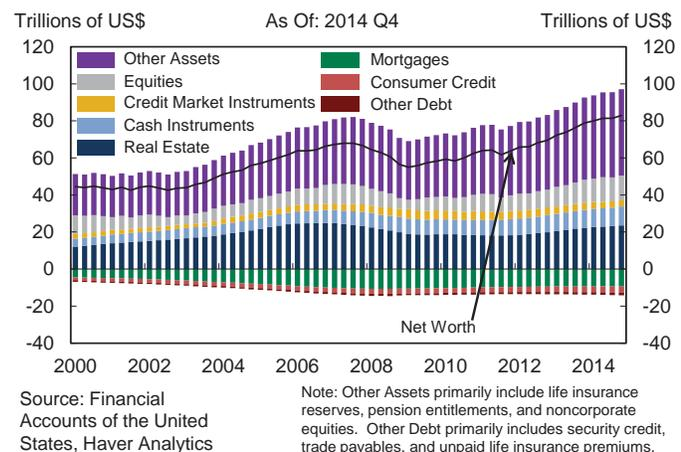 Trillions of US$ As Of: 2014 Q4 Trillions of US$
120 120
100 100
80 80
60 60
40 40
20 20
0 0
-20 -20
-40 -40
Other Assets
Equities
Credit Market Instruments
Cash Instruments
Real Estate
Mortgages
Consumer Credit
Other Debt
Net Worth
2000 2002 2004 2006 2008 2010 2012 2014
Source: Financial
Accounts of the United
States, Haver Analytics
Note: Other Assets primarily include life insurance
reserves, pension entitlements, and noncorporate
equities. Other Debt primarily includes security credit,
trade payables, and unpaid life insurance premiums.